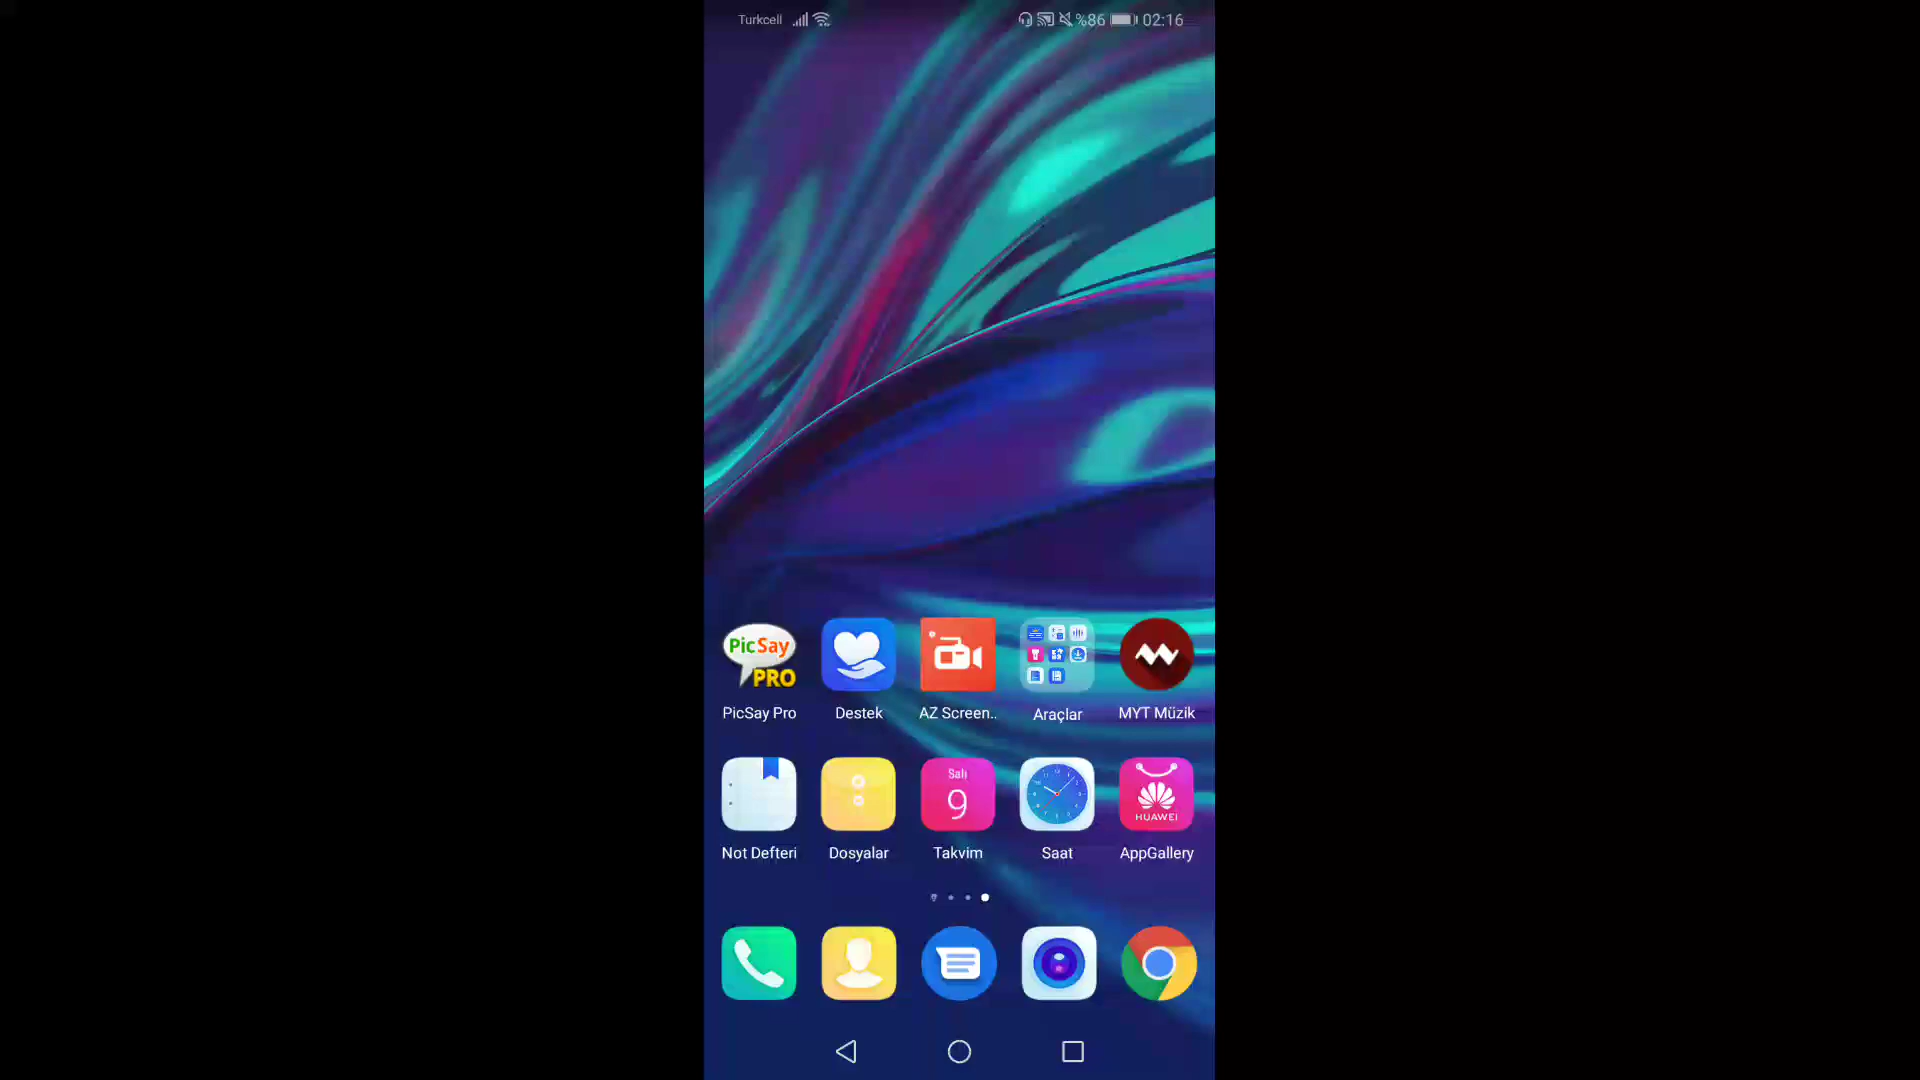 Turkcell %86 02:16
PicSay
PRO
PicSay Pro Destek AZ Screen.. Araçlar MYT Müzik
Salı
9
HUAWEI
Not Defteri Dosyalar Takvim Saat AppGallery